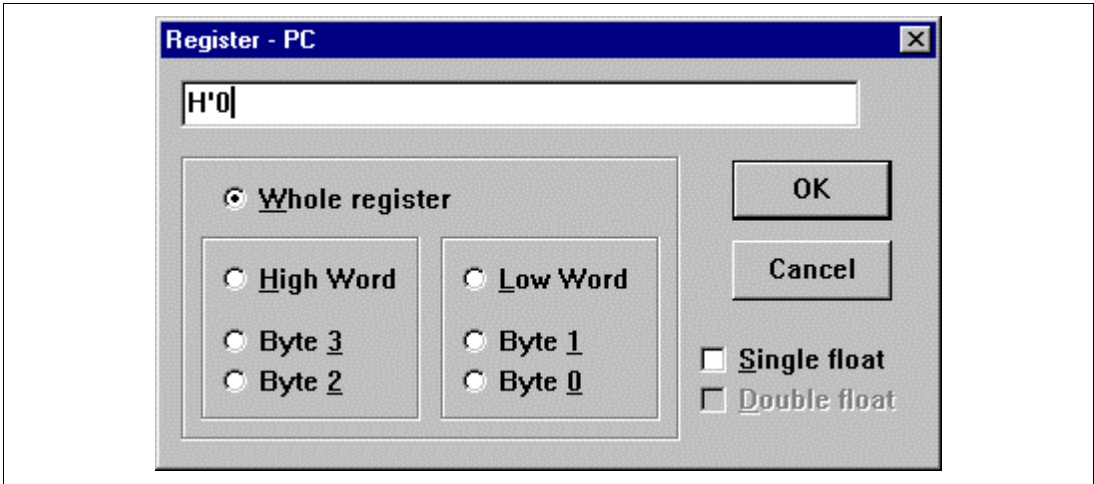 Register - PC
H'0
Whole register
High Word
Byte 3
Byte 2
Low Word
Byte 1
Byte 0
OK
Cancel
Single float
Double float